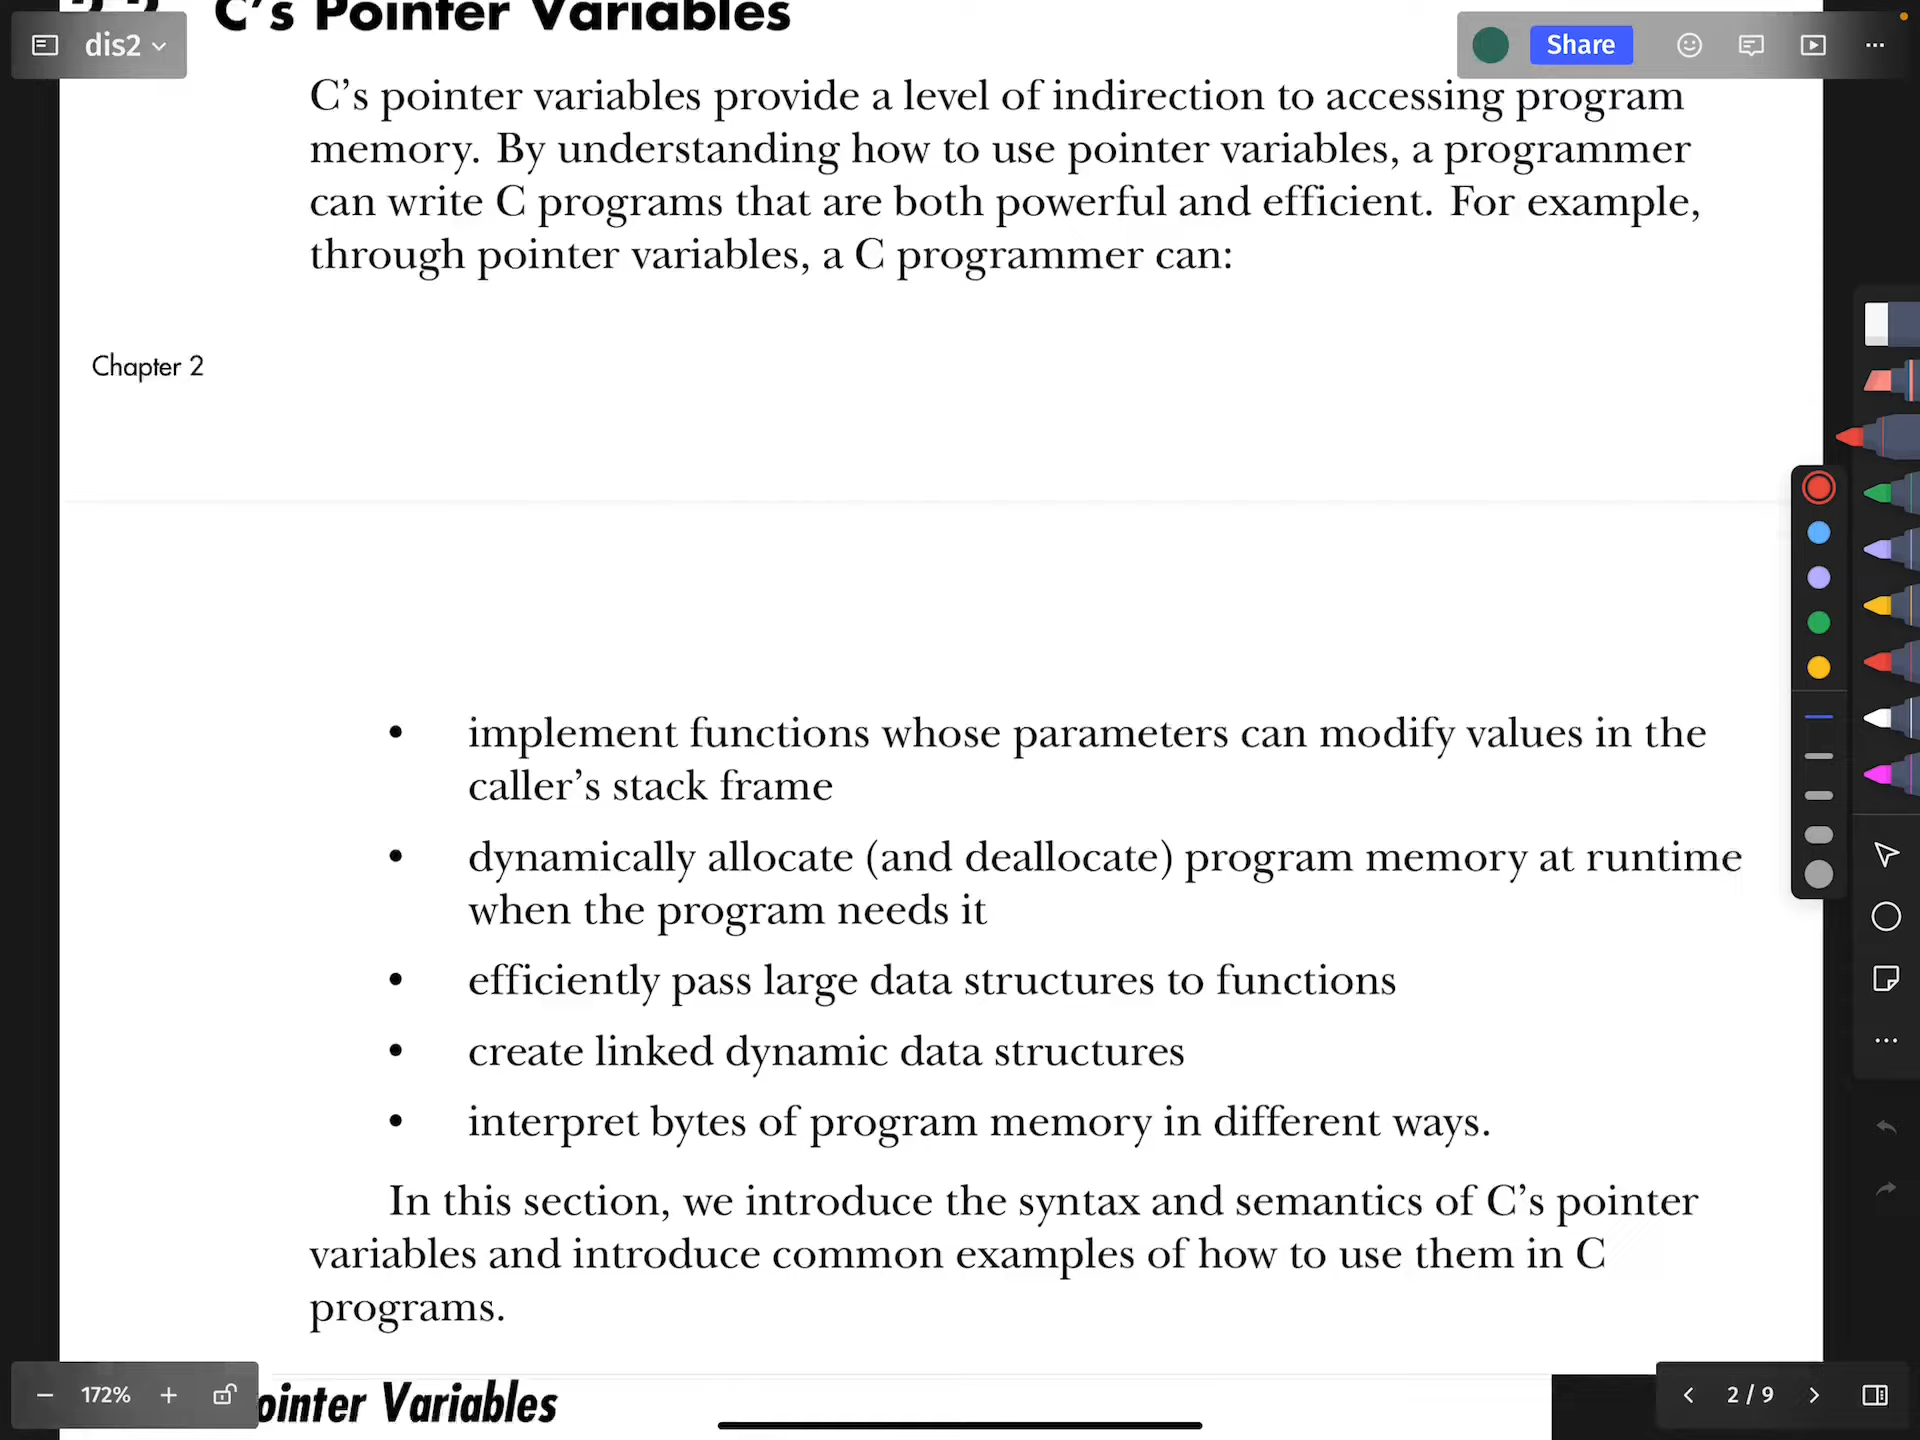 C's Pointer Variables
dis2
Share
C's pointer variables provide a level of indirection to accessing program
memory. By understanding how to use pointer variables, a programmer
can write C programs that are both powerful and efficient. For example,
through pointer variables, a C programmer can:
Chapter 2
• implement functions whose parameters can modify values in the
caller's stack frame
• dynamically allocate (and deallocate) program memory at runtime
when the program needs it
• efficiently pass large data structures to functions
• create linked dynamic data structures
• interpret bytes of program memory in different ways.
In this section, we introduce the syntax and semantics of C's pointer
variables and introduce common examples of how to use them in C
programs.
172%
ointer Variables
2 / 9